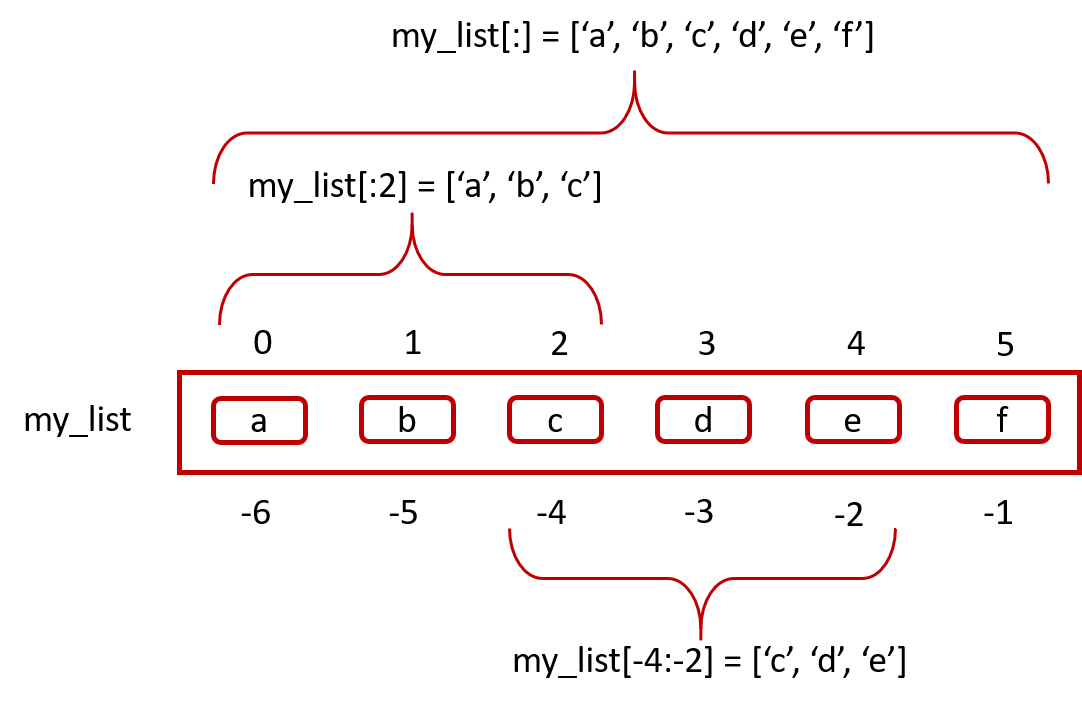 my_list[:] = [‘a’, ‘b’, ‘c’, ‘d’, ‘e’, ‘f’]
my_list[:2] = [‘a’, ‘b’, ‘c’]
0 1 2 3 4 5
my_list a b c d e f
-6 -5 -4 -3 -2 -1
my_list[-4:-2] = [‘c’, ‘d’, ‘e’]